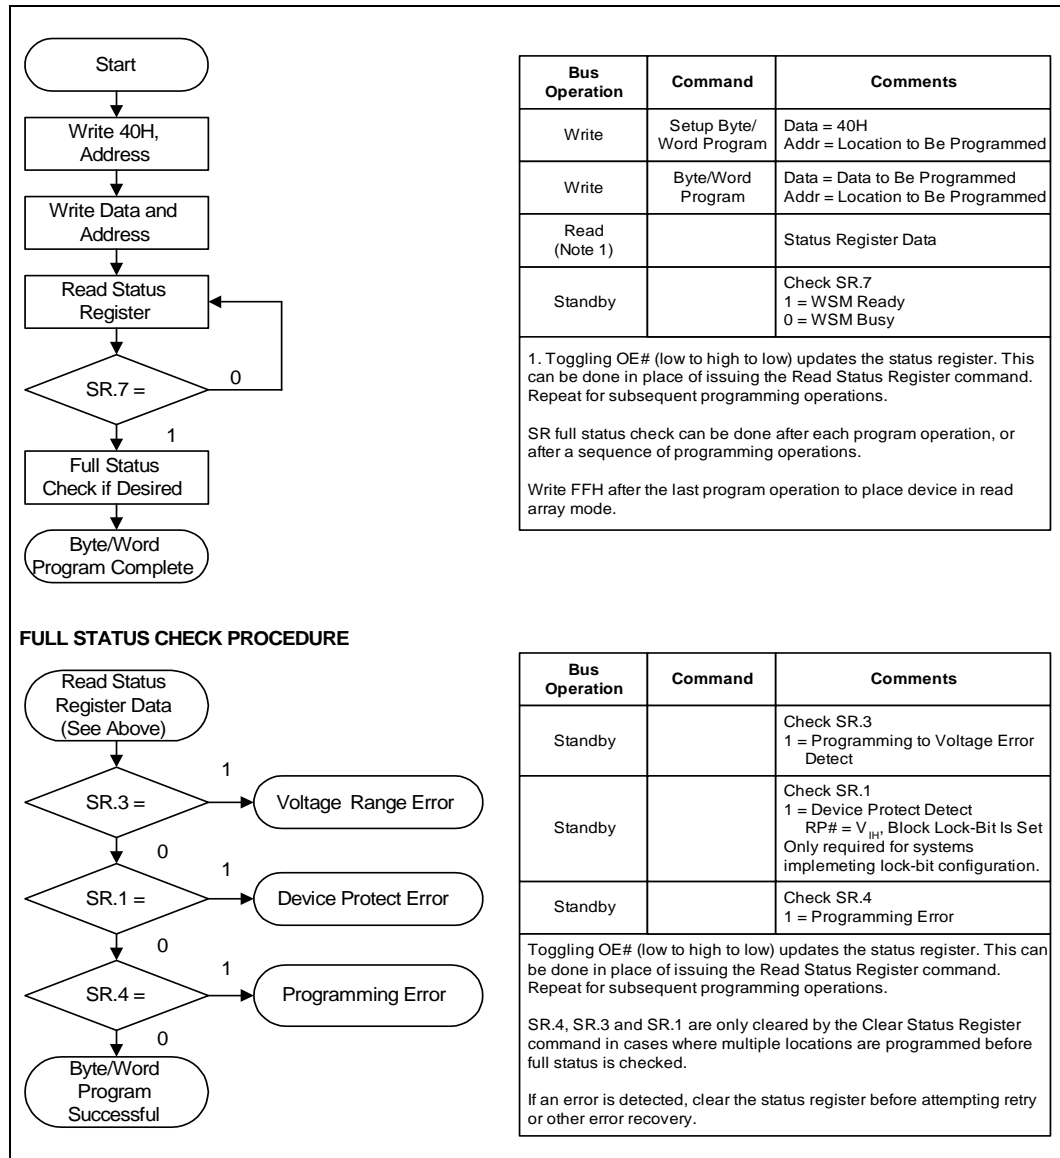 Start
Write 40H,
Address
Write Data and
Address
Read Status
Register
SR.7 =
0
1
Full Status
Check if Desired
Byte/Word
Program Complete
Bus
Operation
Command
Comments
Write
Setup Byte/
Word Program
Data = 40H
Addr = Location to Be Programmed
Write
Byte/Word
Program
Data = Data to Be Programmed
Addr = Location to Be Programmed
Read
(Note 1)
Status Register Data
Standby
Check SR.7
1 = WSM Ready
0 = WSM Busy
1. Toggling OE# (low to high to low) updates the status register. This
can be done in place of issuing the Read Status Register command.
Repeat for subsequent programming operations.
SR full status check can be done after each program operation, or
after a sequence of programming operations.
Write FFH after the last program operation to place device in read
array mode.
FULL STATUS CHECK PROCEDURE
Read Status
Register Data
(See Above)
SR.3 =
1
Voltage Range Error
0
SR.1 =
1
Device Protect Error
0
SR.4 =
1
Programming Error
0
Byte/Word
Program
Successful
Bus
Operation
Command
Comments
Standby
Check SR.3
1 = Programming to Voltage Error
Detect
Standby
Check SR.1
1 = Device Protect Detect
RP# = VIH, Block Lock-Bit Is Set
Only required for systems
implemeting lock-bit configuration.
Standby
Check SR.4
1 = Programming Error
Toggling OE# (low to high to low) updates the status register. This can
be done in place of issuing the Read Status Register command.
Repeat for subsequent programming operations.
SR.4, SR.3 and SR.1 are only cleared by the Clear Status Register
command in cases where multiple locations are programmed before
full status is checked.
If an error is detected, clear the status register before attempting retry
or other error recovery.